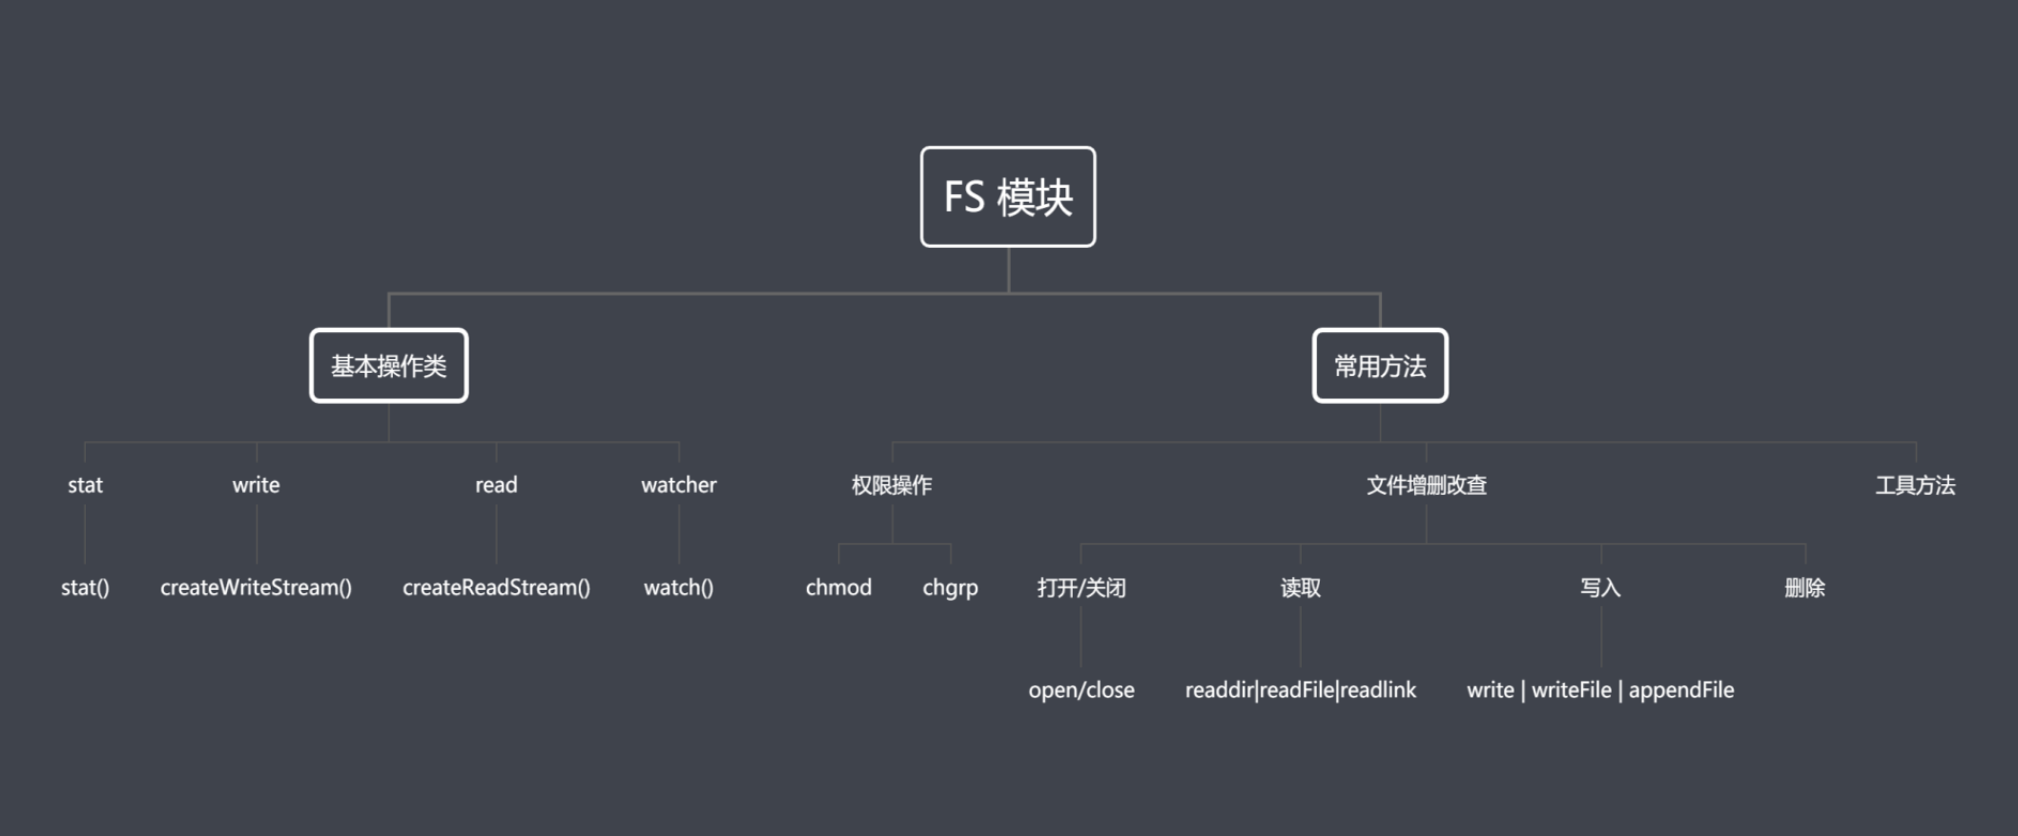 FS 模块
基本操作类
常用方法
stat
write
read
watcher
权限操作
文件增删改查
工具方法
stat()
createWriteStream()
createReadStream()
watch()
chmod
chgrp
打开/关闭
读取
写入
删除
open/close
readdir|readFile|readlink
write | writeFile | appendFile